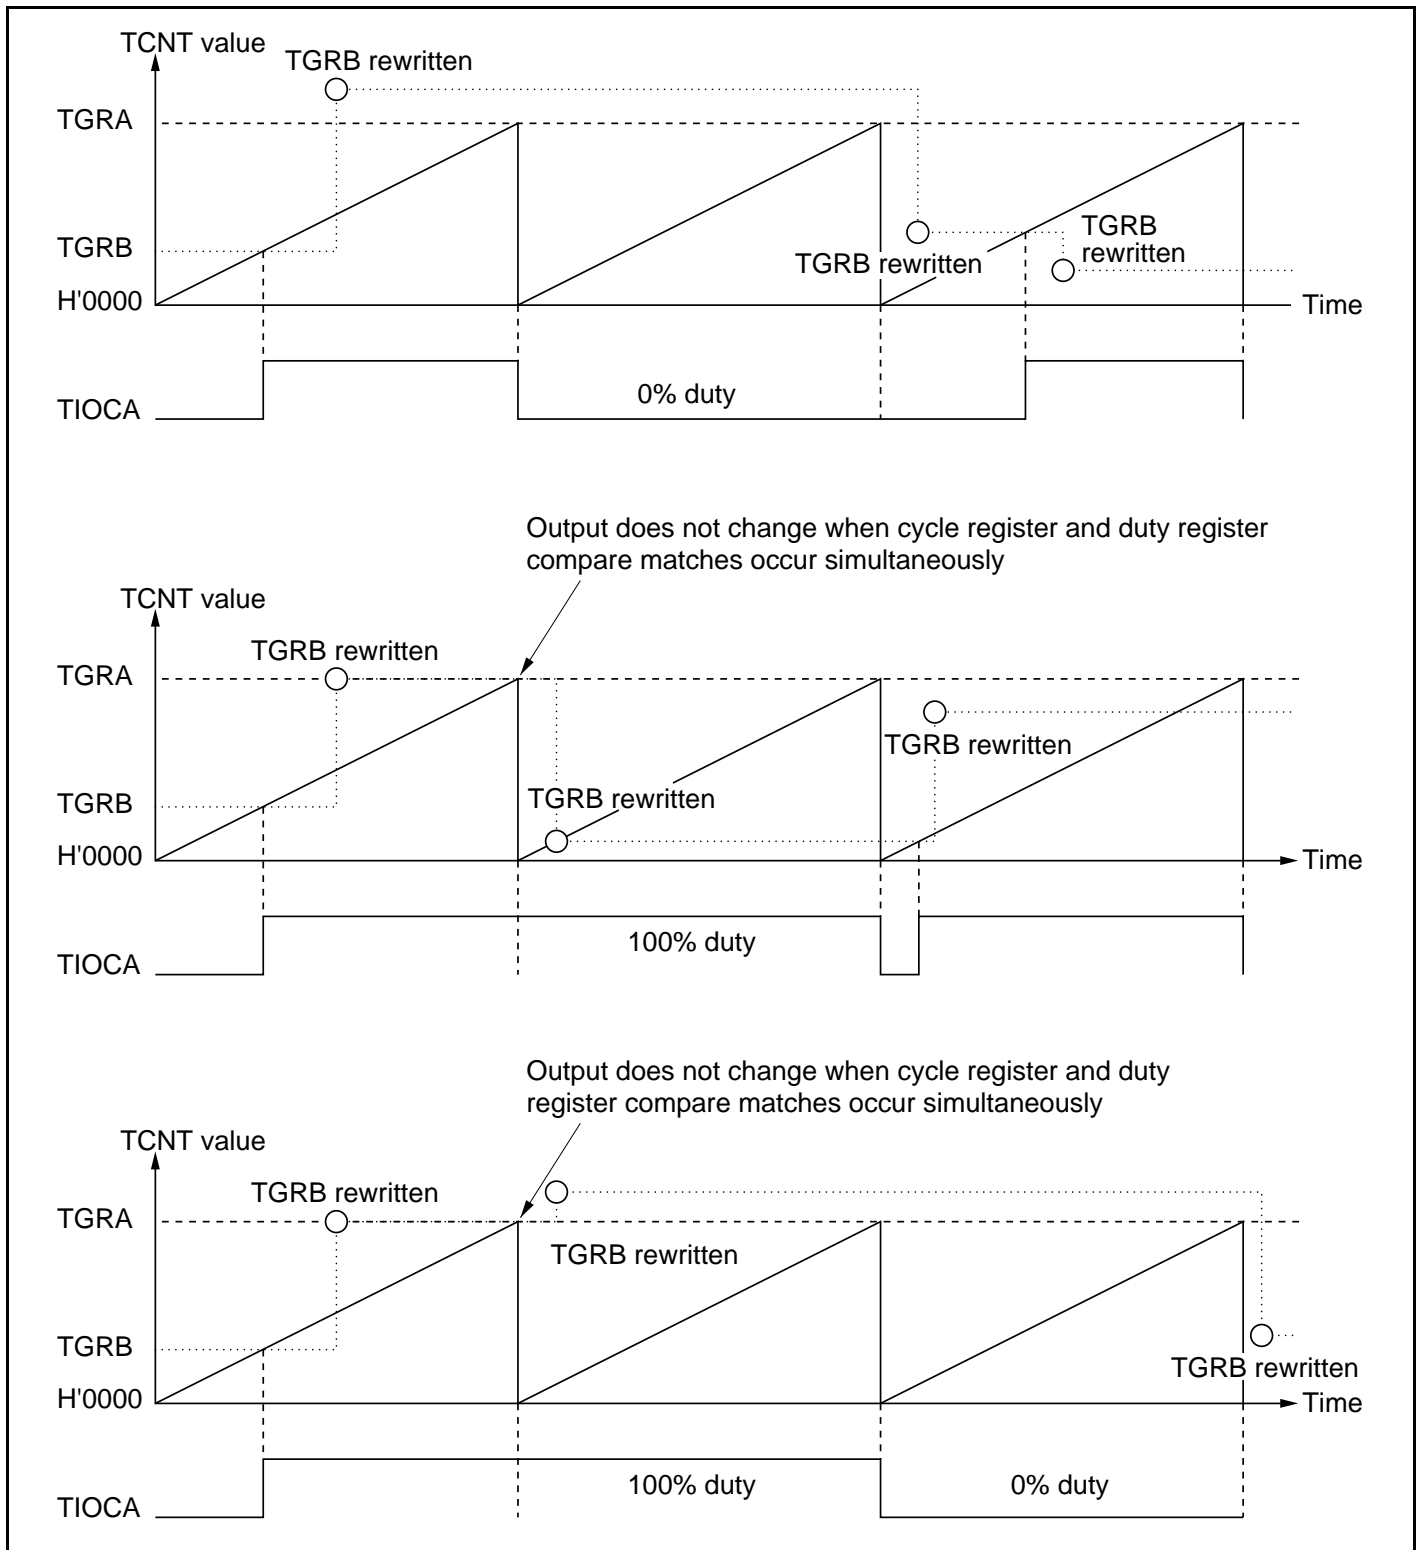 TCNT value
TGRB rewritten
TGRA
TGRB
TGRB
rewritten
TGRB rewritten
H'0000
Time
0% duty
TIOCA
Output does not change when cycle register and duty register
compare matches occur simultaneously
TCNT value
TGRB rewritten
TGRA
TGRB rewritten
TGRB rewritten
TGRB
H'0000
Time
100% duty
TIOCA
Output does not change when cycle register and duty
register compare matches occur simultaneously
TCNT value
TGRB rewritten
TGRA
TGRB rewritten
TGRB
TGRB rewritten
H'0000
Time
100% duty
0% duty
TIOCA